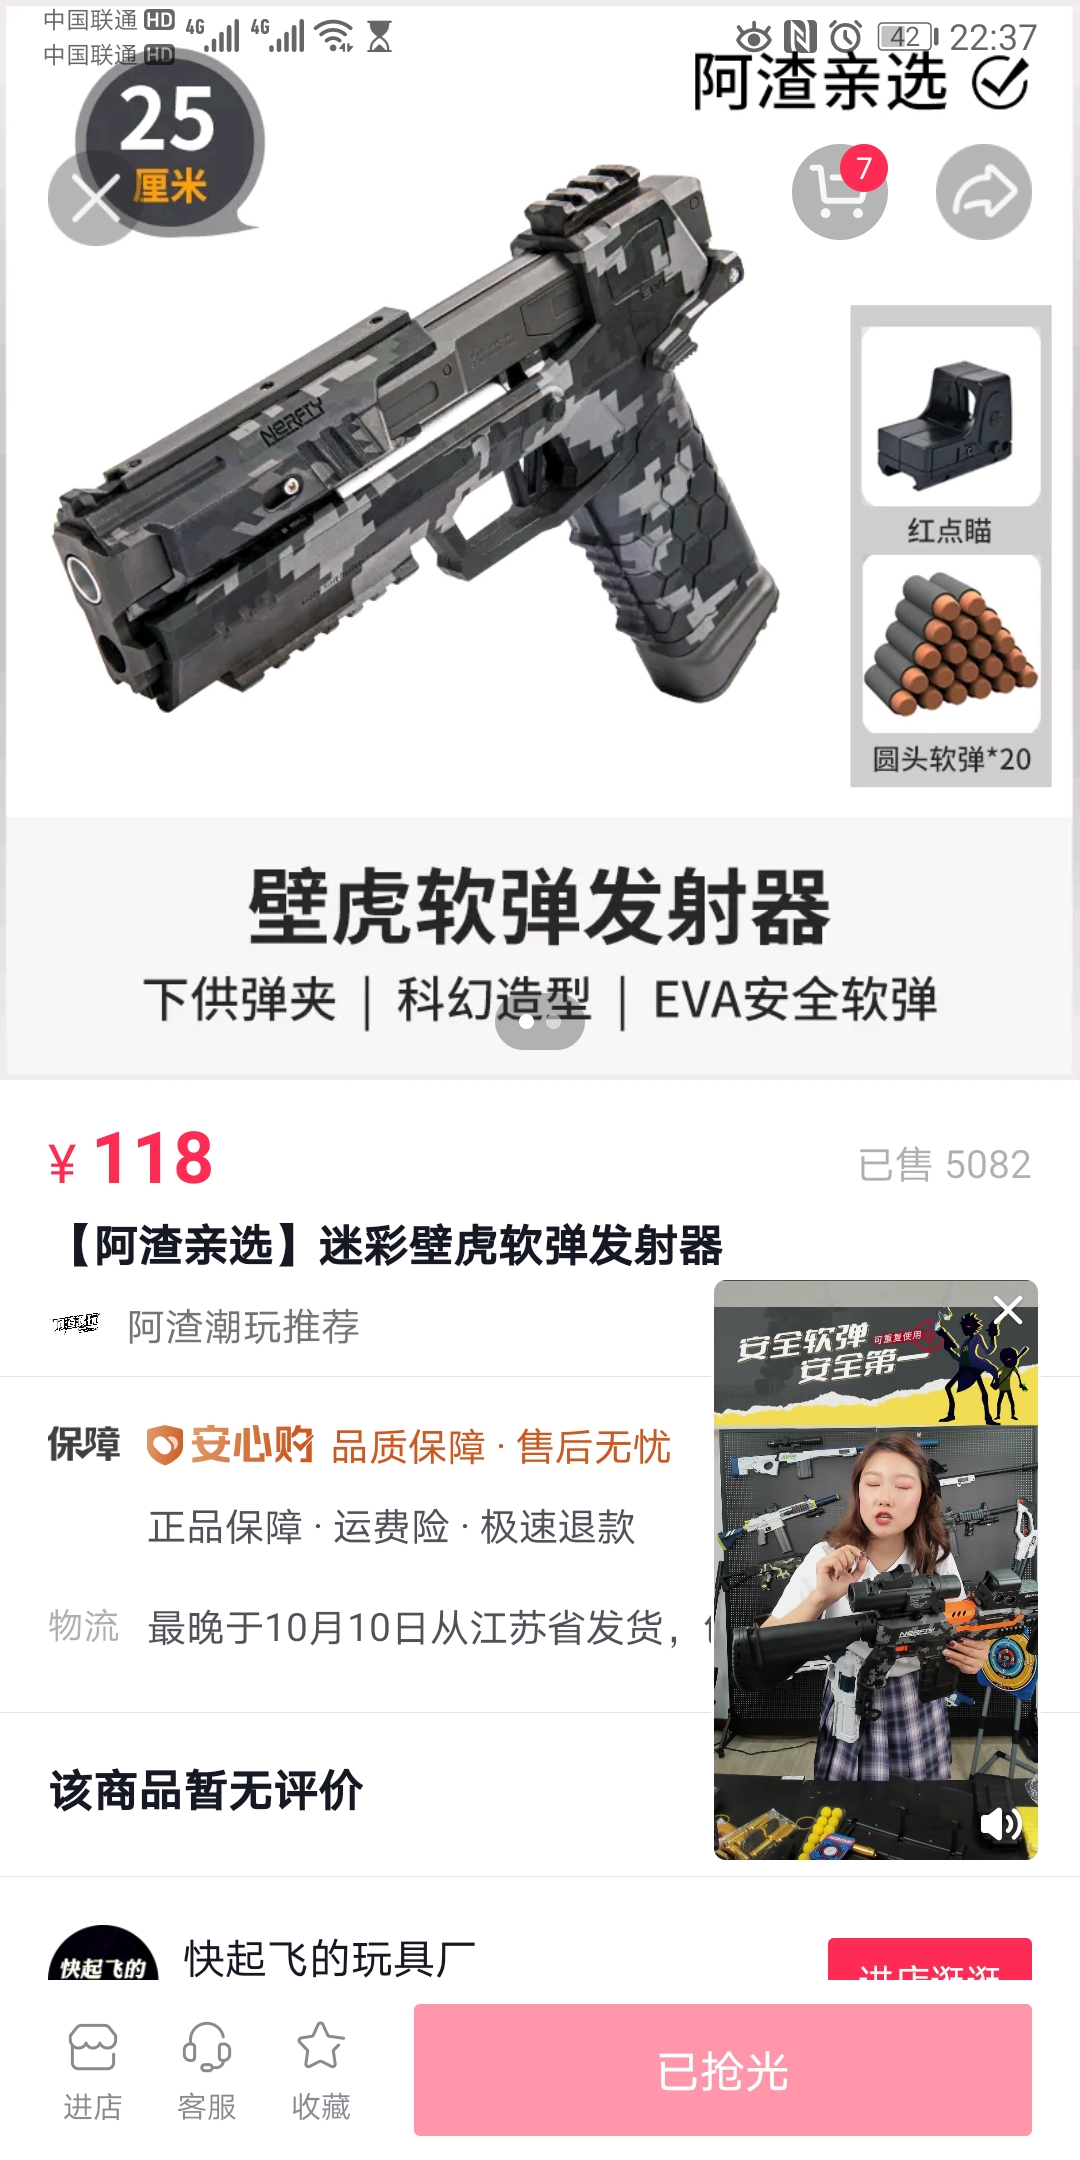 中国联通 HD 4G 4G 42 22:37
中国联通 HD
阿渣亲选
25
厘米
7
NERFTY
红点瞄
圆头软弹*20
壁虎软弹发射器
下供弹夹 | 科幻造型 | EVA安全软弹
¥118
已售 5082
【阿渣亲选】迷彩壁虎软弹发射器
阿渣潮玩推荐
安全软弹 可重复使用
安全第一
保障 安心购 品质保障 · 售后无忧
正品保障 · 运费险 · 极速退款
物流 最晚于10月10日从江苏省发货，
NERFTY
该商品暂无评价
快起飞的
快起飞的玩具厂
进店逛逛
进店 客服 收藏
已抢光